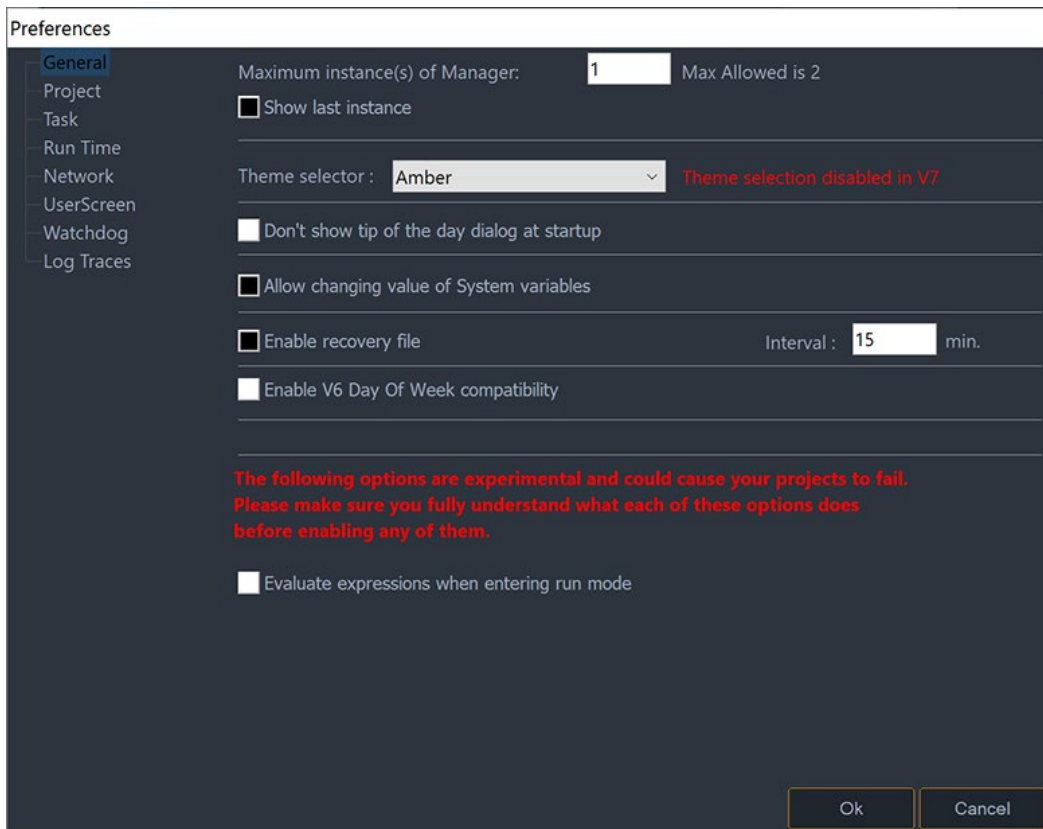 Preferences
General
Project
Task
Run Time
Network
UserScreen
Watchdog
Log Traces
Maximum instance(s) of Manager: 1 Max Allowed is 2
Show last instance
Theme selector : Amber Theme selection disabled in V7
Don't show tip of the day dialog at startup
Allow changing value of System variables
Enable recovery file Interval : 15 min.
Enable V6 Day Of Week compatibility
The following options are experimental and could cause your projects to fail.
Please make sure you fully understand what each of these options does
before enabling any of them.
Evaluate expressions when entering run mode
Ok Cancel